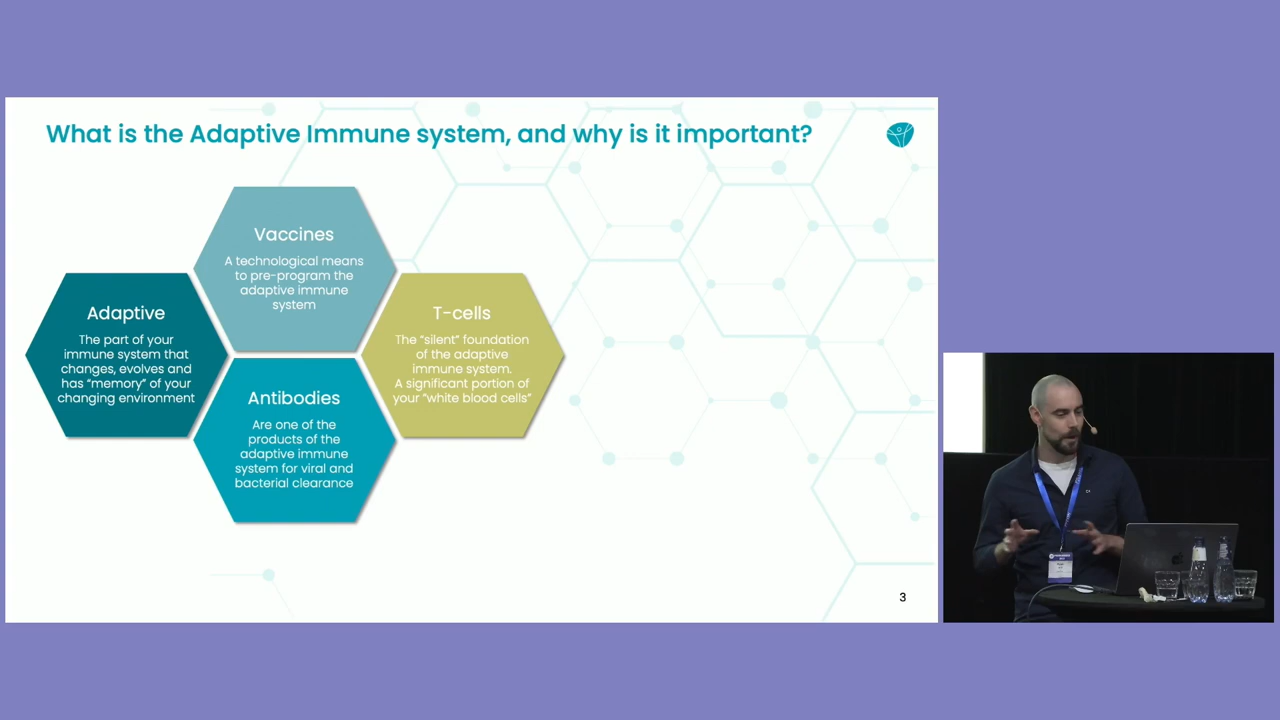 What is the Adaptive Immune system, and why is it important?
Vaccines
A technological means
to pre-program the
adaptive immune
system
Adaptive
The part of your
immune system that
changes, evolves and
has “memory” of your
changing environment
T-cells
The “silent” foundation
of the adaptive
immune system.
A significant portion of
your “white blood cells”
Antibodies
Are one of the
products of the
adaptive immune
system for viral and
bacterial clearance
3